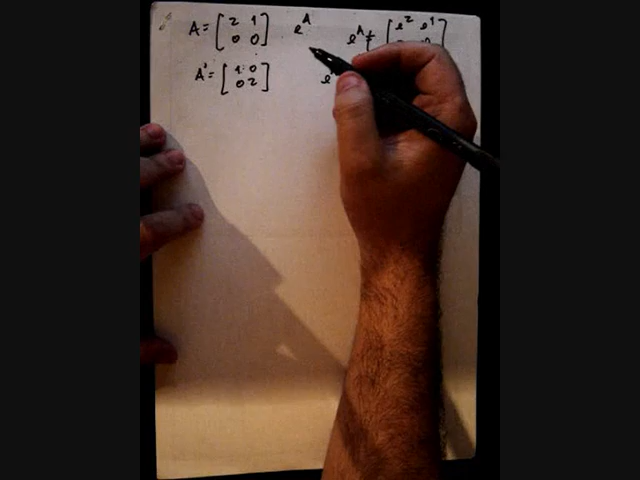 A = [ 2 1 e^A e^A ≠ [ e^2 e^1
0 0 ]
A' = [ 1 0
0 2 ]